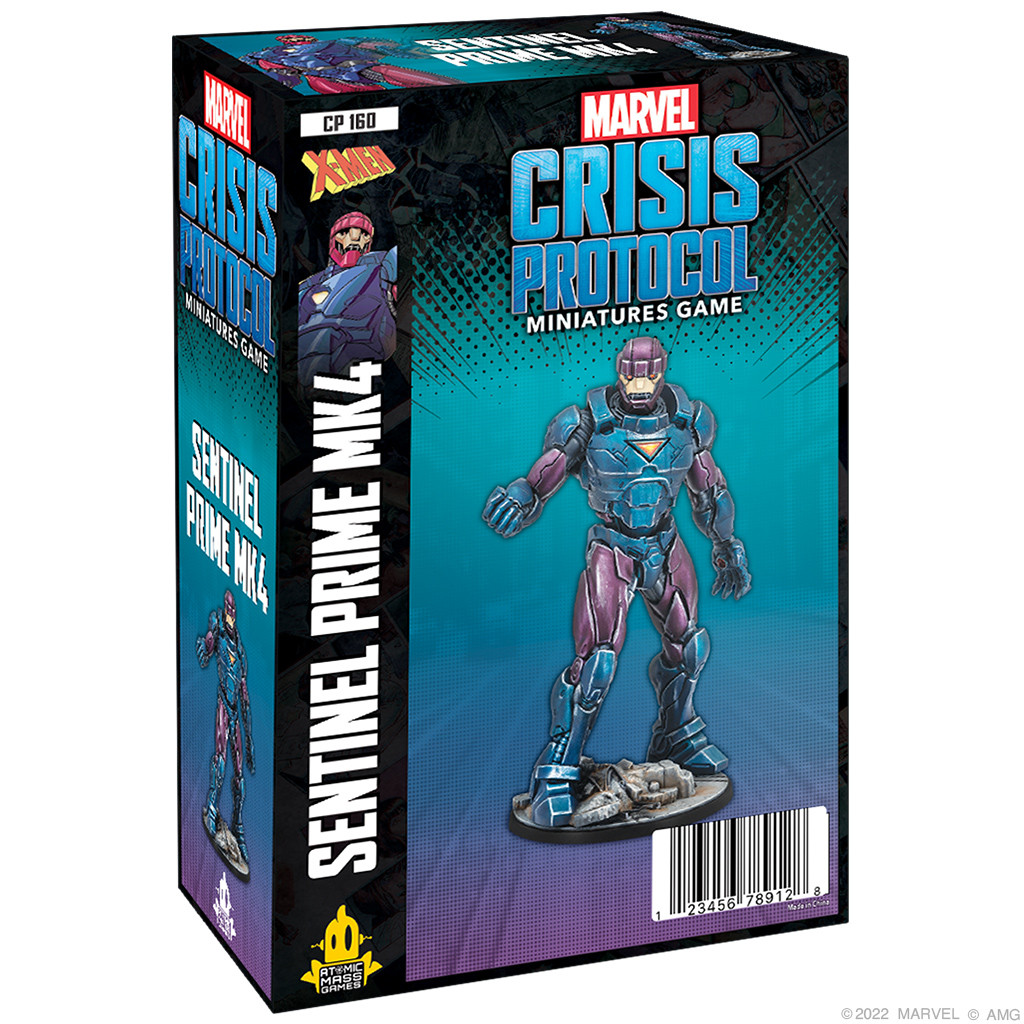 SENTINEL
PRIME MK4
MARVEL
CRISIS
PROTOCOL
MINIATURES GAME
SENTINEL
PRIME MK4
CP 160
X-MEN
SENTINEL PRIME MK4
ATOMIC
MASS
GAMES
MARVEL
CRISIS
PROTOCOL
MINIATURES GAME
1 23456 78912 8
Made in China
©2022 MARVEL © AMG